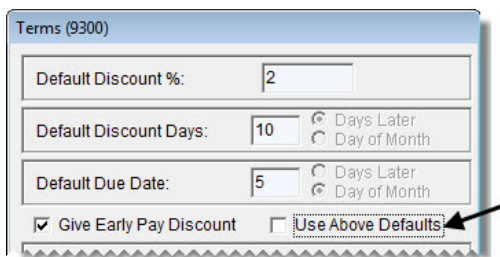 Terms (9300)
Default Discount %: 2
Default Discount Days: 10 Days Later
Day of Month
Default Due Date: 5 Days Later
Day of Month
Give Early Pay Discount Use Above Defaults